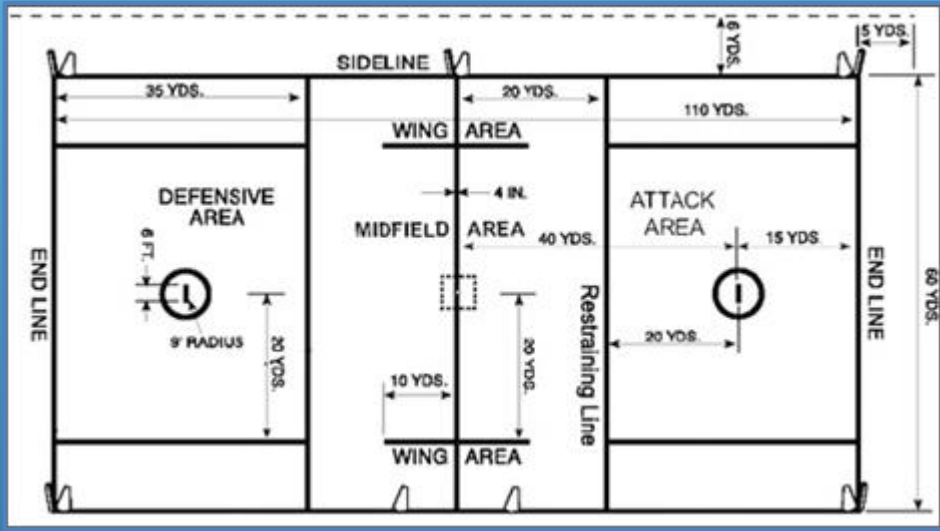 5 YDS.
6 YDS.
SIDELINE
35 YDS.
20 YDS.
110 YDS.
WING AREA
4 IN.
DEFENSIVE
AREA
ATTACK
AREA
MIDFIELD AREA
40 YDS.
15 YDS
6 FT.
END LINE
END LINE
60 YDS.
9' RADIUS
20 YDS.
20 YDS.
Restraining Line
20 YDS.
10 YDS.
WING AREA